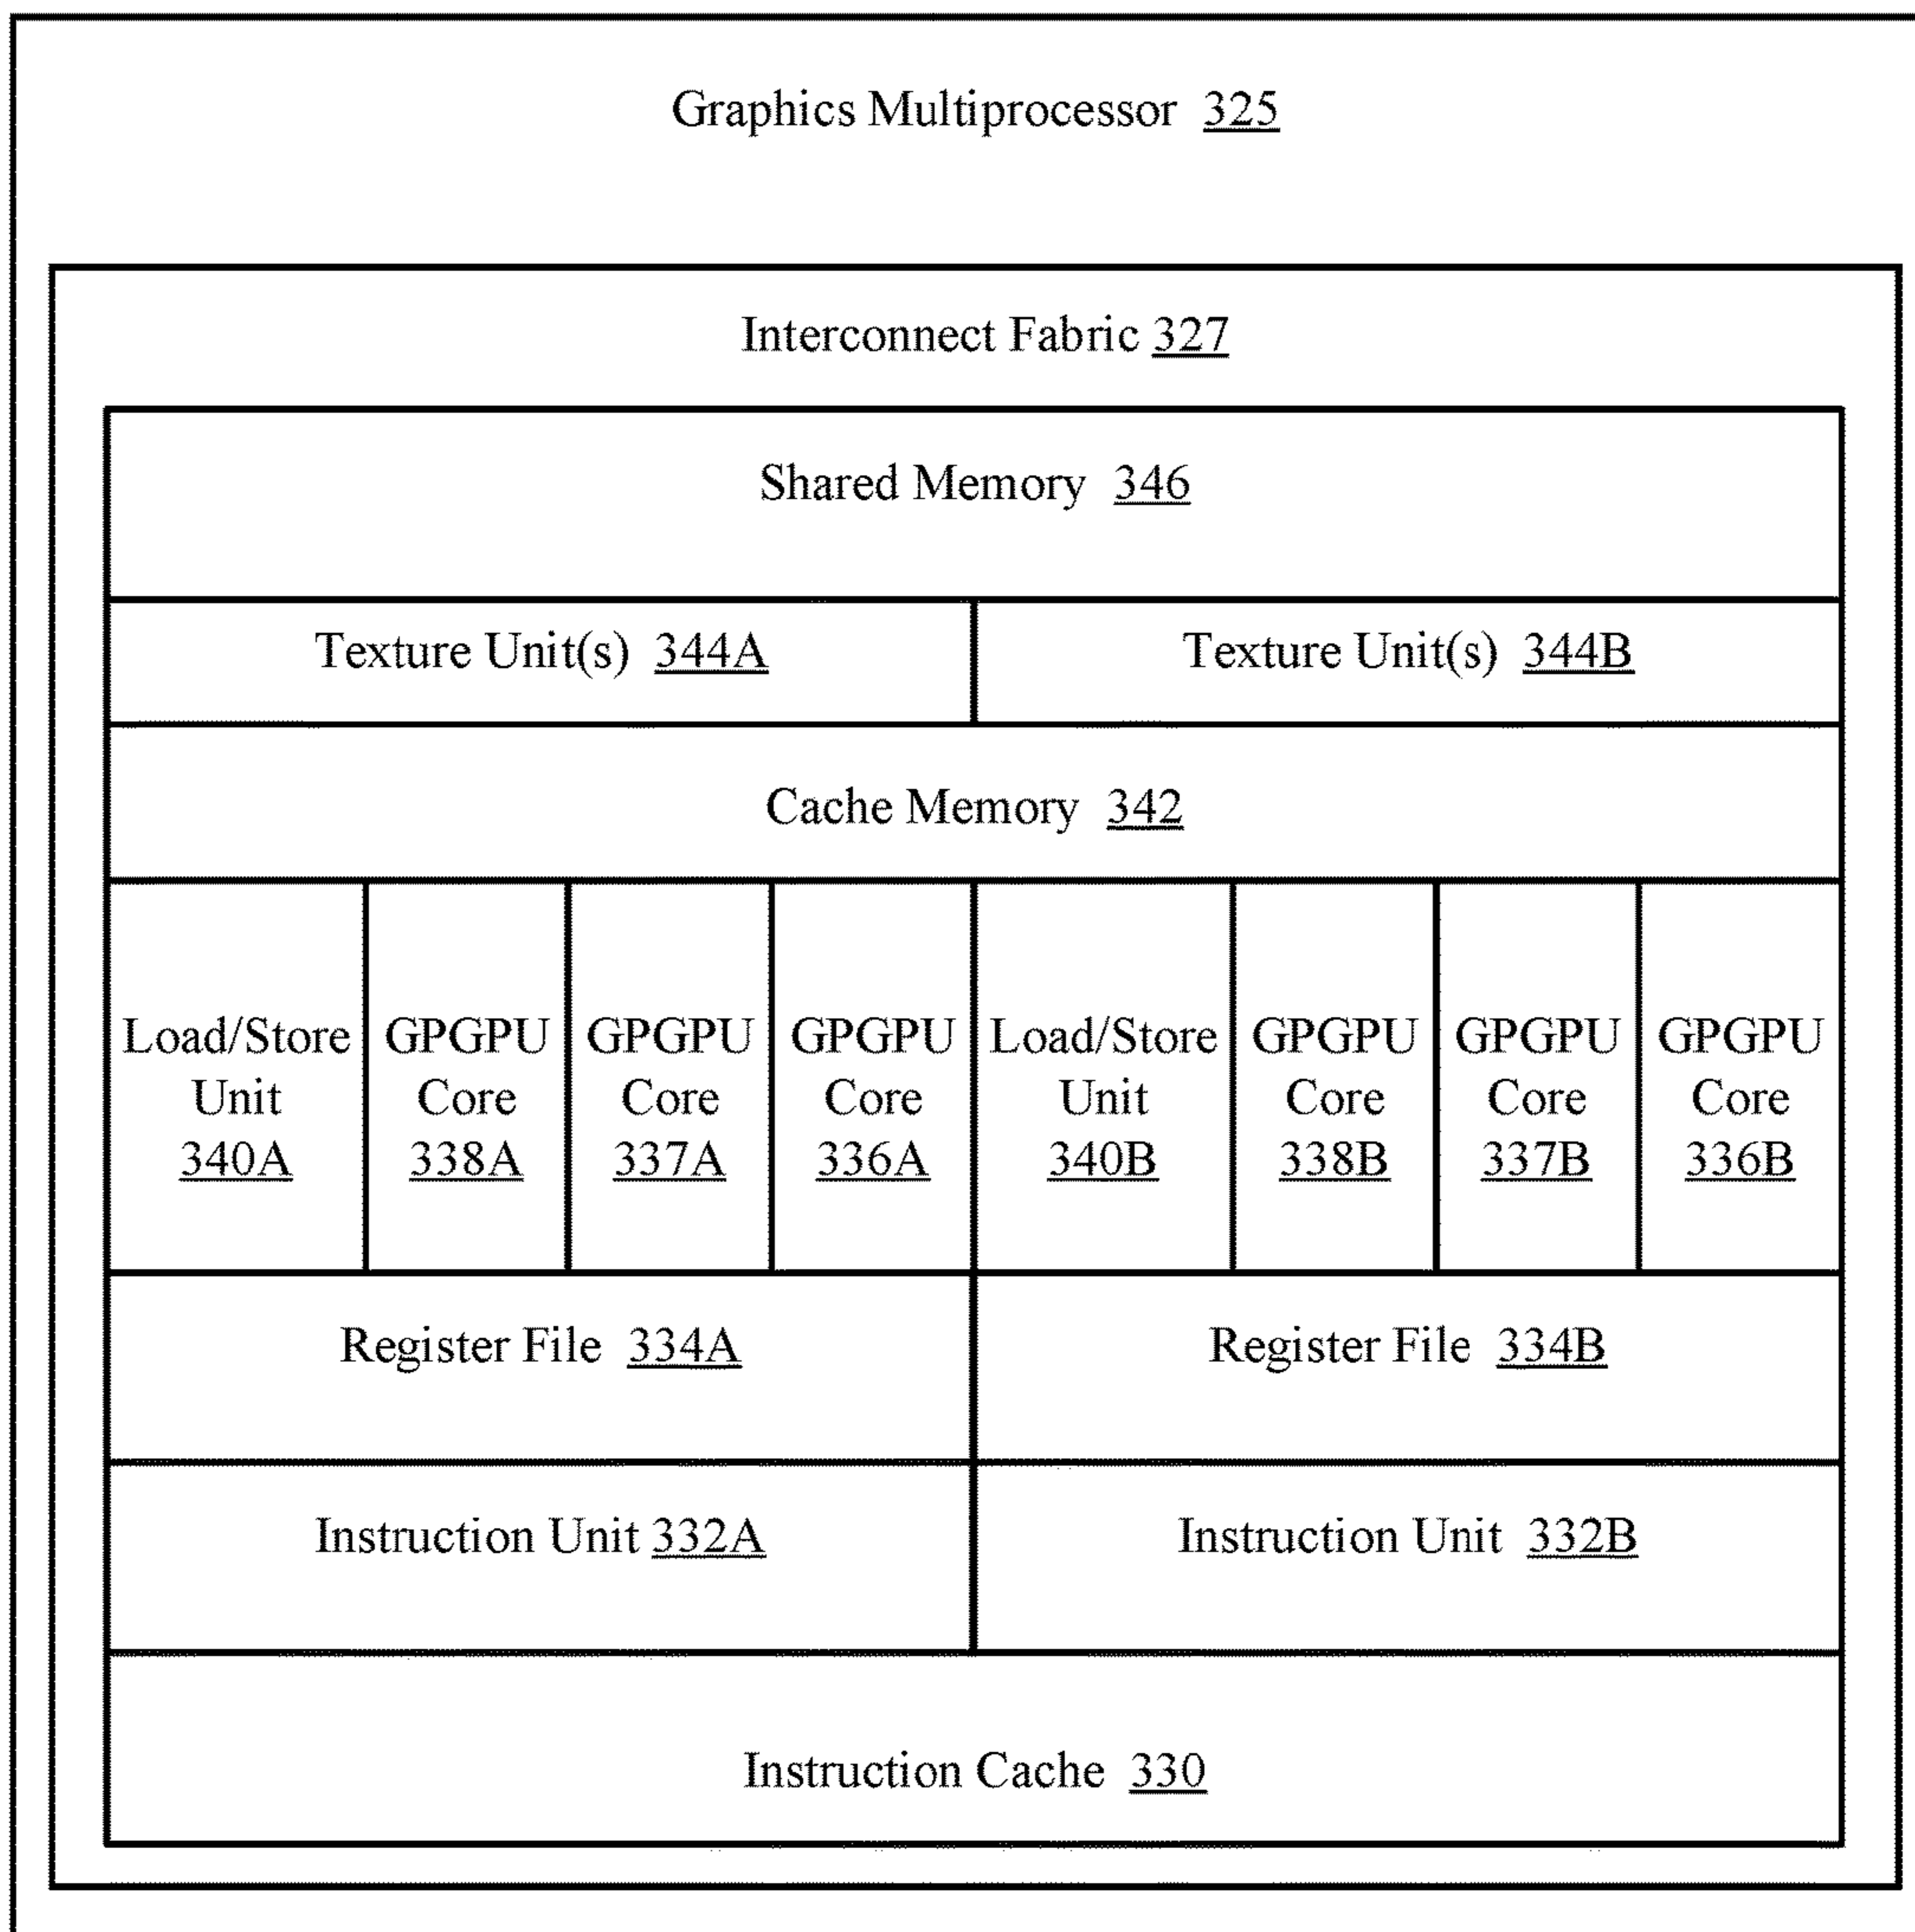 Graphics Multiprocessor 325
Interconnect Fabric 327
Shared Memory 346
Texture Unit(s) 344A
Texture Unit(s) 344B
Cache Memory 342
Load/Store
Unit
340A
GPGPU
Core
338A
GPGPU
Core
337A
GPGPU
Core
336A
Load/Store
Unit
340B
GPGPU
Core
338B
GPGPU
Core
337B
GPGPU
Core
336B
Register File 334A
Register File 334B
Instruction Unit 332A
Instruction Unit 332B
Instruction Cache 330